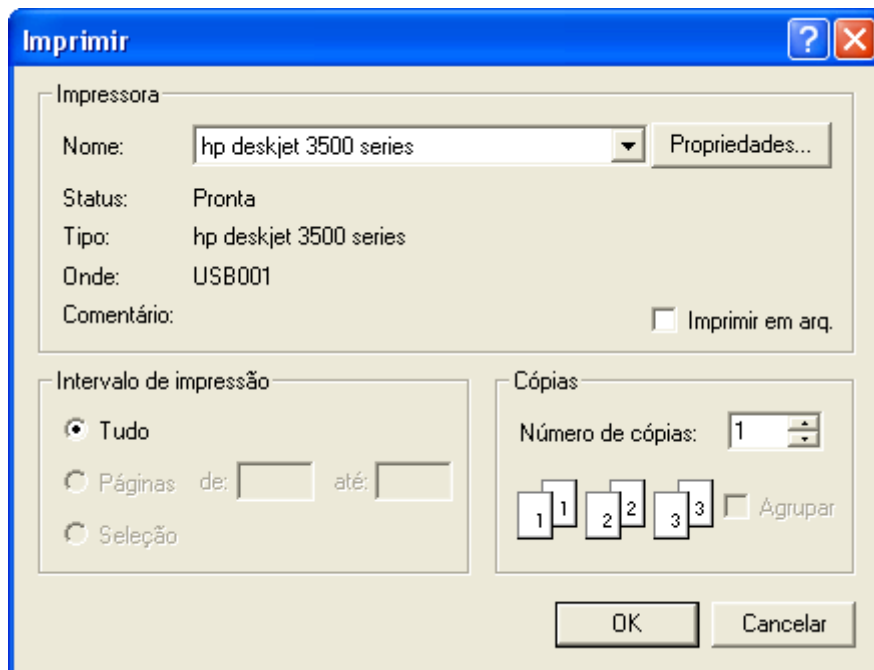 Imprimir
Impressora
Nome: hp deskjet 3500 series Propriedades...
Status: Pronta
Tipo: hp deskjet 3500 series
Onde: USB001
Comentário: Imprimir em arq.
Intervalo de impressão
Tudo
Páginas de: até:
Seleção
Cópias
Número de cópias: 1
1 1 2 2 3 3 Agrupar
OK Cancelar